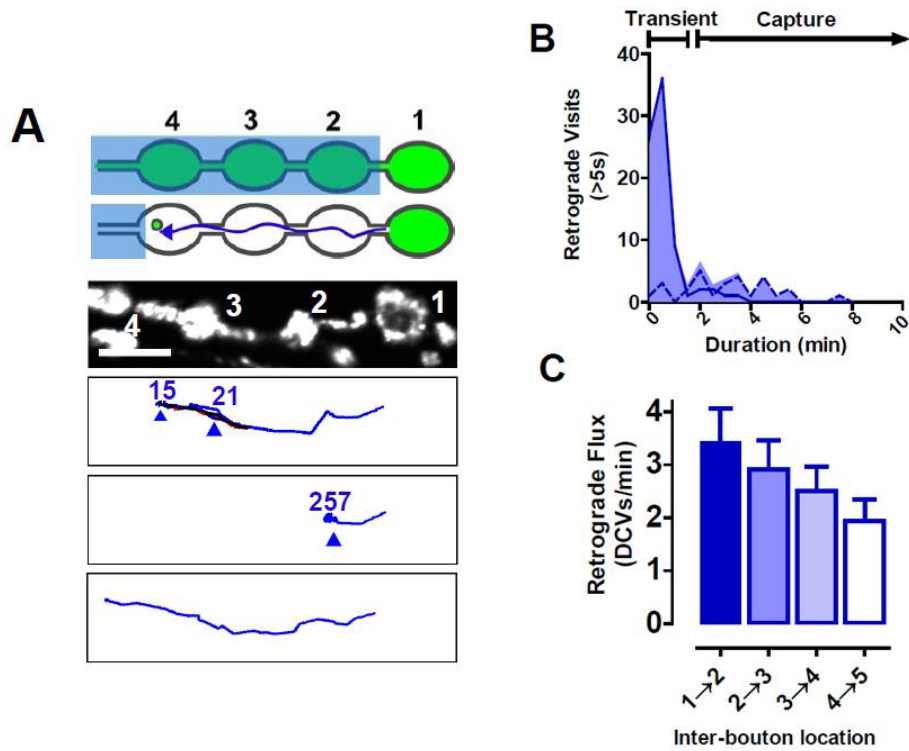 A
4 3 2 1
4 3 2 1
15 21
257
B
Transient Capture
Retrograde Visits
(>5s)
40
30
20
10
0
0 2 4 6 8 10
Duration (min)
C
Retrograde Flux
(DCVs/min)
4
3
2
1
0
1→2 2→3 3→4 4→5
Inter-bouton location